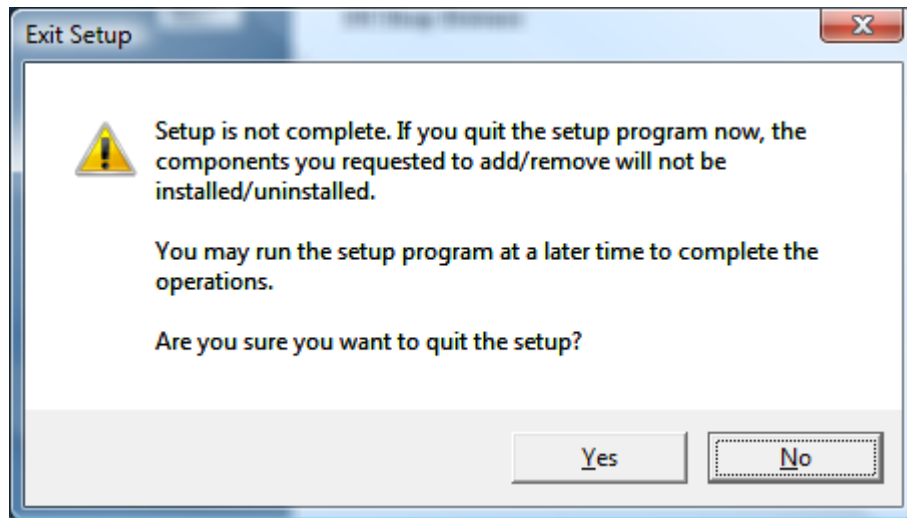 Exit Setup
Setup is not complete. If you quit the setup program now, the
components you requested to add/remove will not be
installed/uninstalled.
You may run the setup program at a later time to complete the
operations.
Are you sure you want to quit the setup?
Yes
No